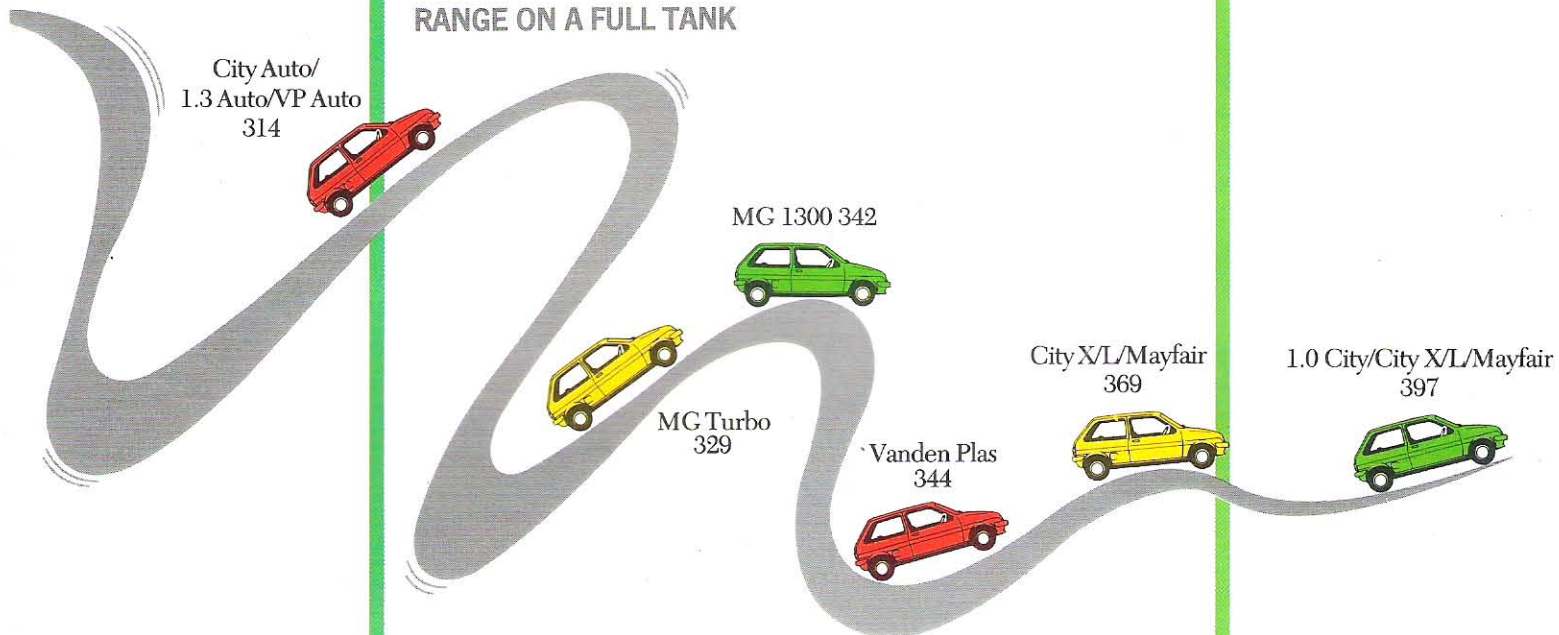 RANGE ON A FULL TANK
City Auto/
1.3 Auto/VP Auto
314
MG 1300 342
MG Turbo
329
Vanden Plas
344
City X/L/Mayfair
369
1.0 City/City X/L/Mayfair
397